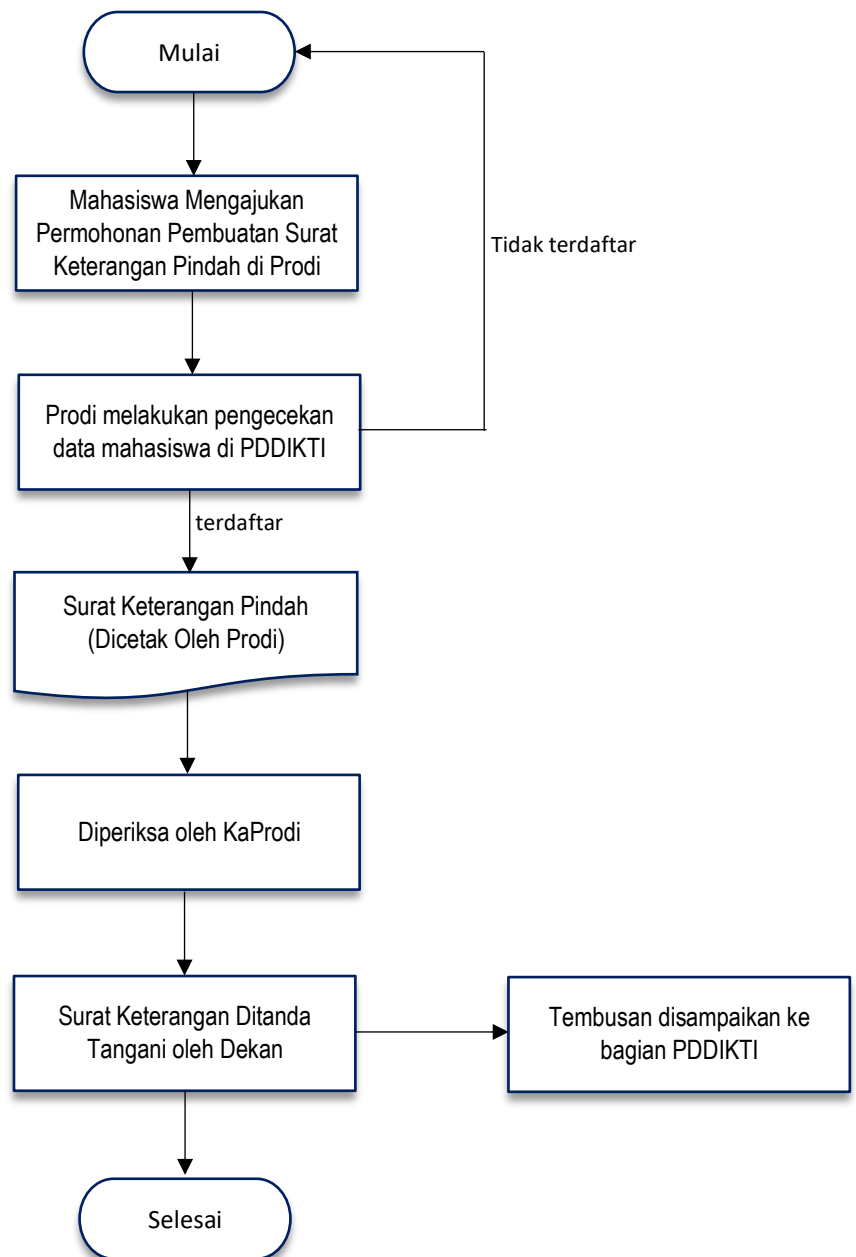 Mulai
Mahasiswa Mengajukan
Permohonan Pembuatan Surat
Keterangan Pindah di Prodi
Tidak terdaftar
Prodi melakukan pengecekan
data mahasiswa di PDDIKTI
terdaftar
Surat Keterangan Pindah
(Dicetak Oleh Prodi)
Diperiksa oleh KaProdi
Surat Keterangan Ditanda
Tangani oleh Dekan
Tembusan disampaikan ke
bagian PDDIKTI
Selesai